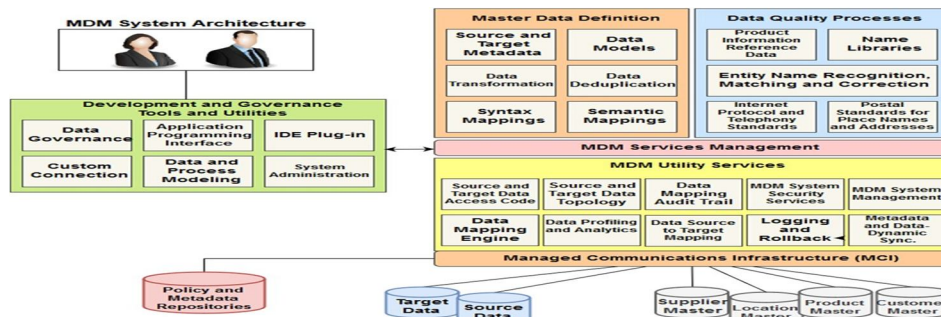 MDM System Architecture
Development and Governance
Tools and Utilities
Data
Governance
Application
Programming
Interface
IDE Plug-in
Custom
Connection
Data and
Process
Modeling
System
Administration
Master Data Definition
Source and
Target
Metadata
Data
Models
Data
Transformation
Data
Deduplication
Syntax
Mappings
Semantic
Mappings
Data Quality Processes
Product
Information
Reference
Data
Name
Libraries
Entity Name Recognition,
Matching and Correction
Internet
Protocol and
Telephony
Standards
Postal
Standards for
Place Names
and Addresses
MDM Services Management
MDM Utility Services
Source and
Target Data
Access Code
Source and
Target Data
Topology
Data
Mapping
Audit Trail
MDM System
Security
Services
MDM System
Management
Data
Mapping
Engine
Data Profiling
and Analytics
Data Source
to Target
Mapping
Logging
and
Rollback
Metadata
and Data-
Dynamic
Sync.
Managed Communications Infrastructure (MCI)
Policy and
Metadata
Repositories
Target
Data
Source
Data
Supplier
Master
Location
Master
Product
Master
Customer
Master